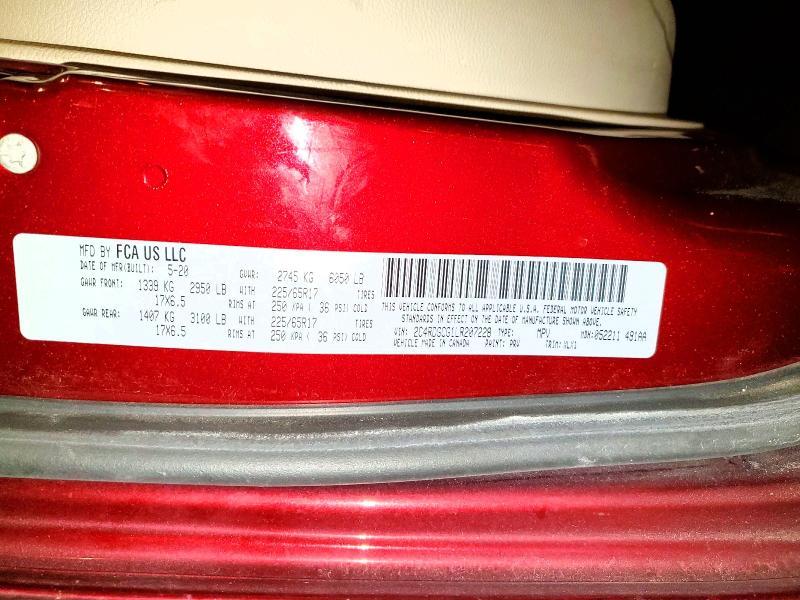 MFD BY FCA US LLC
DATE OF MFR(BUILT): 5-20 GVWR: 2745 KG 6050 LB
GAWR FRONT: 1339 KG 2950 LB WITH 225/65R17 TIRES
17X6.5 RIMS AT 250 KPA ( 36 PSI) COLD
GAWR REAR: 1407 KG 3100 LB WITH 225/65R17 TIRES
17X6.5 RIMS AT 250 KPA ( 36 PSI) COLD
THIS VEHICLE CONFORMS TO ALL APPLICABLE U.S.A. FEDERAL MOTOR VEHICLE SAFETY
STANDARDS IN EFFECT ON THE DATE OF MANUFACTURE SHOWN ABOVE.
VIN: 2C4RDGCG1LR207228 TYPE: MPV MDH:052211 491AA
VEHICLE MADE IN CANADA PAINT: PRV TRIM: